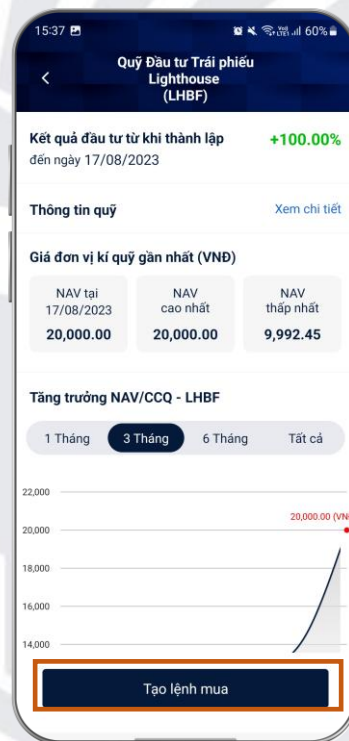 15:37
60%
Quỹ Đầu tư Trái phiếu
Lighthouse
(LHBF)
Kết quả đầu tư từ khi thành lập
+100.00%
đến ngày 17/08/2023
Thông tin quỹ
Xem chi tiết
Giá đơn vị kí quỹ gần nhất (VNĐ)
NAV tại
17/08/2023
20,000.00
NAV
cao nhất
20,000.00
NAV
thấp nhất
9,992.45
Tăng trưởng NAV/CCQ - LHBF
1 Tháng
3 Tháng
6 Tháng
Tất cả
22,000
20,000.00 (VN
20,000
18,000
16,000
14,000
Tạo lệnh mua